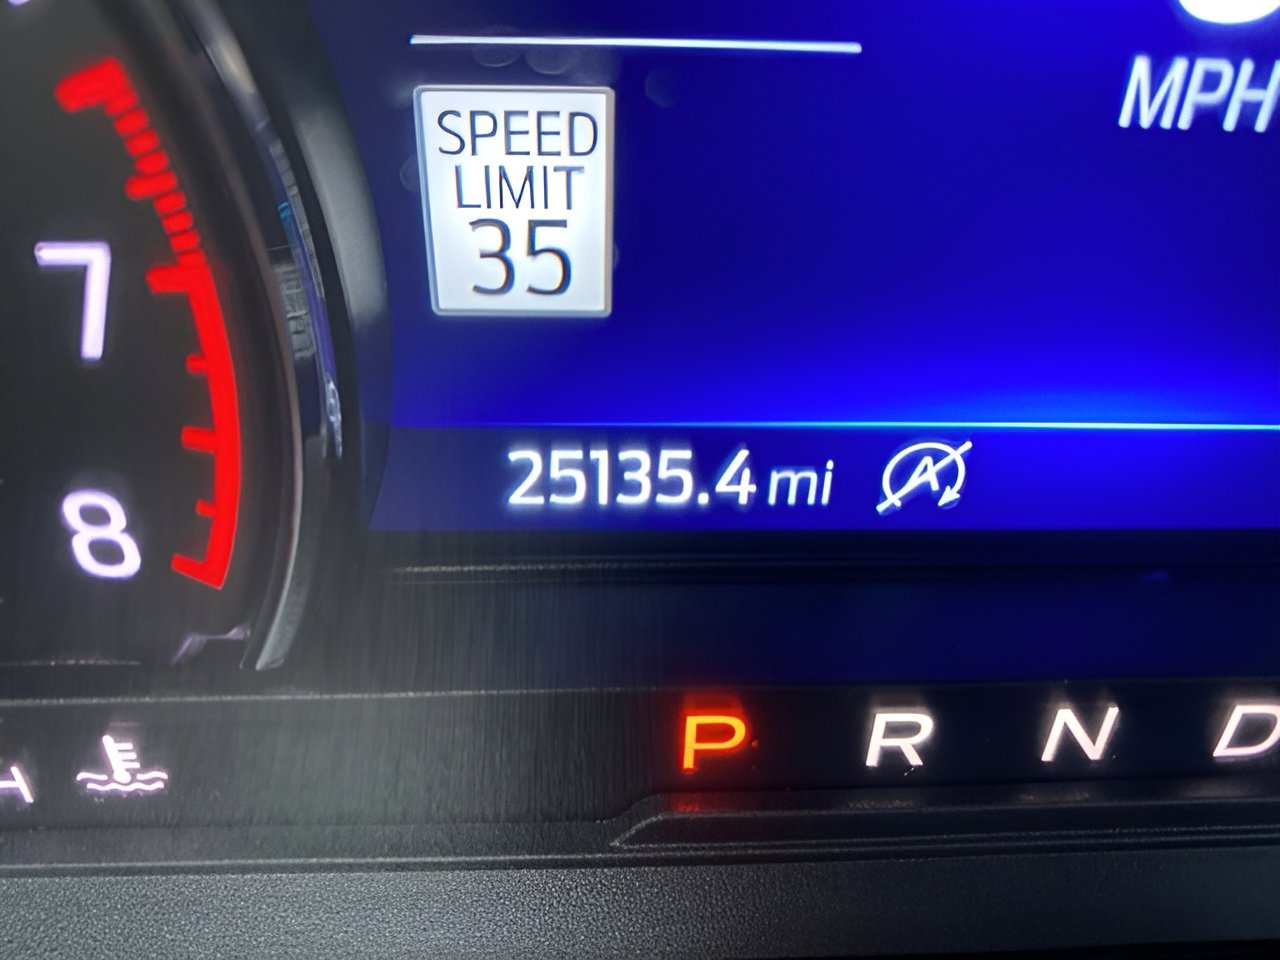 MPH
SPEED
LIMIT
35
7
25135.4 mi
8
P R N D
H